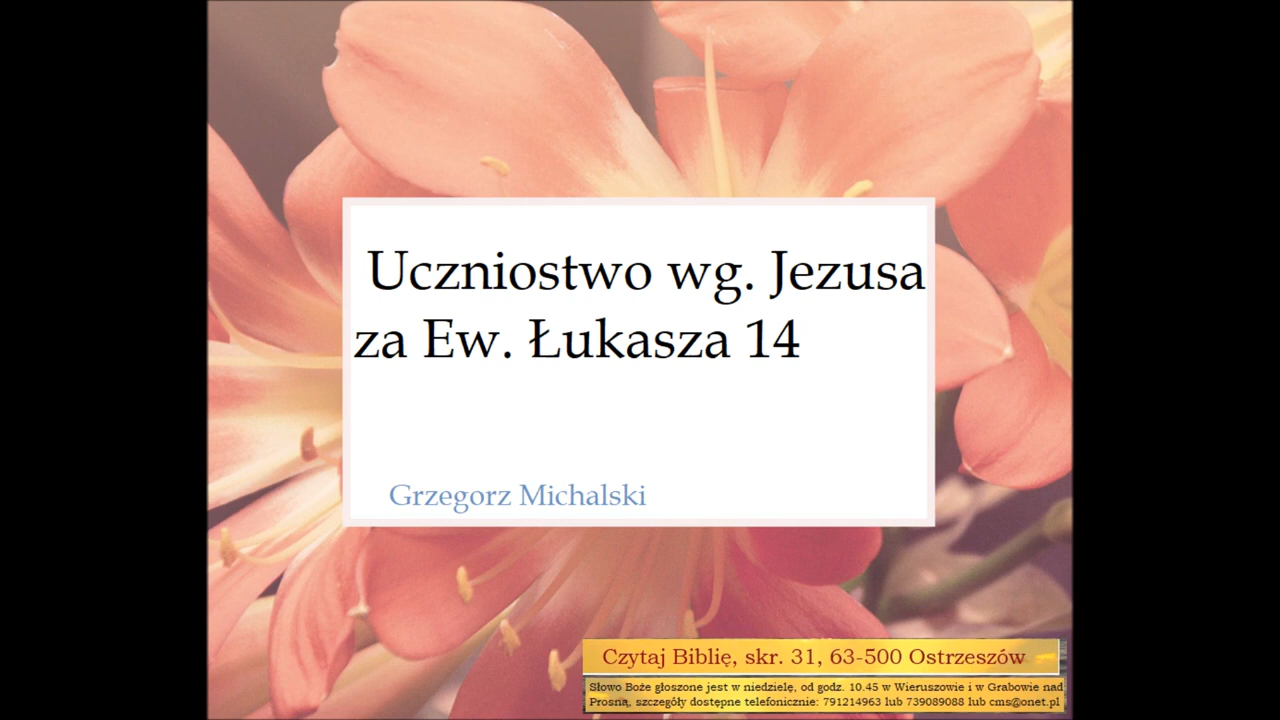 Uczniostwo wg. Jezusa
za Ew. Łukasza 14
Grzegorz Michalski
Czytaj Biblię, skr. 31, 63-500 Ostrzeszów
Słowo Boże głoszone jest w niedzielę, od godz. 10.45 w Wieruszowie i w Grabowie nad
Prosną, szczegóły dostępne telefonicznie: 791214963 lub 739089088 lub cms@onet.pl